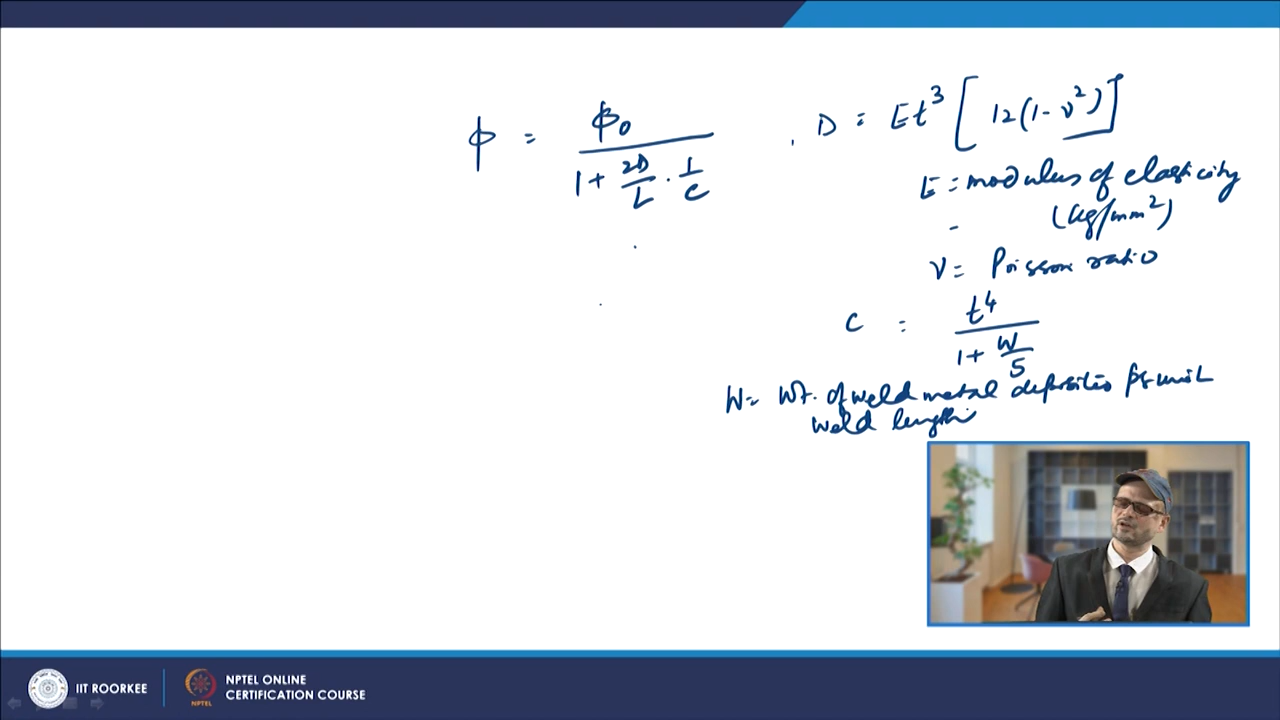 ϕ = ϕ₀ / (1 + 2D/L · 1/C) , D = Et³ [12(1-ν²)]
E = modulus of elasticity
- (kg/mm²)
ν = Poisson ratio
C = t⁴ / (1 + W/5)
W = Wt. of weld metal deposited per unit
weld length
IIT ROORKEE
NPTEL
NPTEL ONLINE
CERTIFICATION COURSE